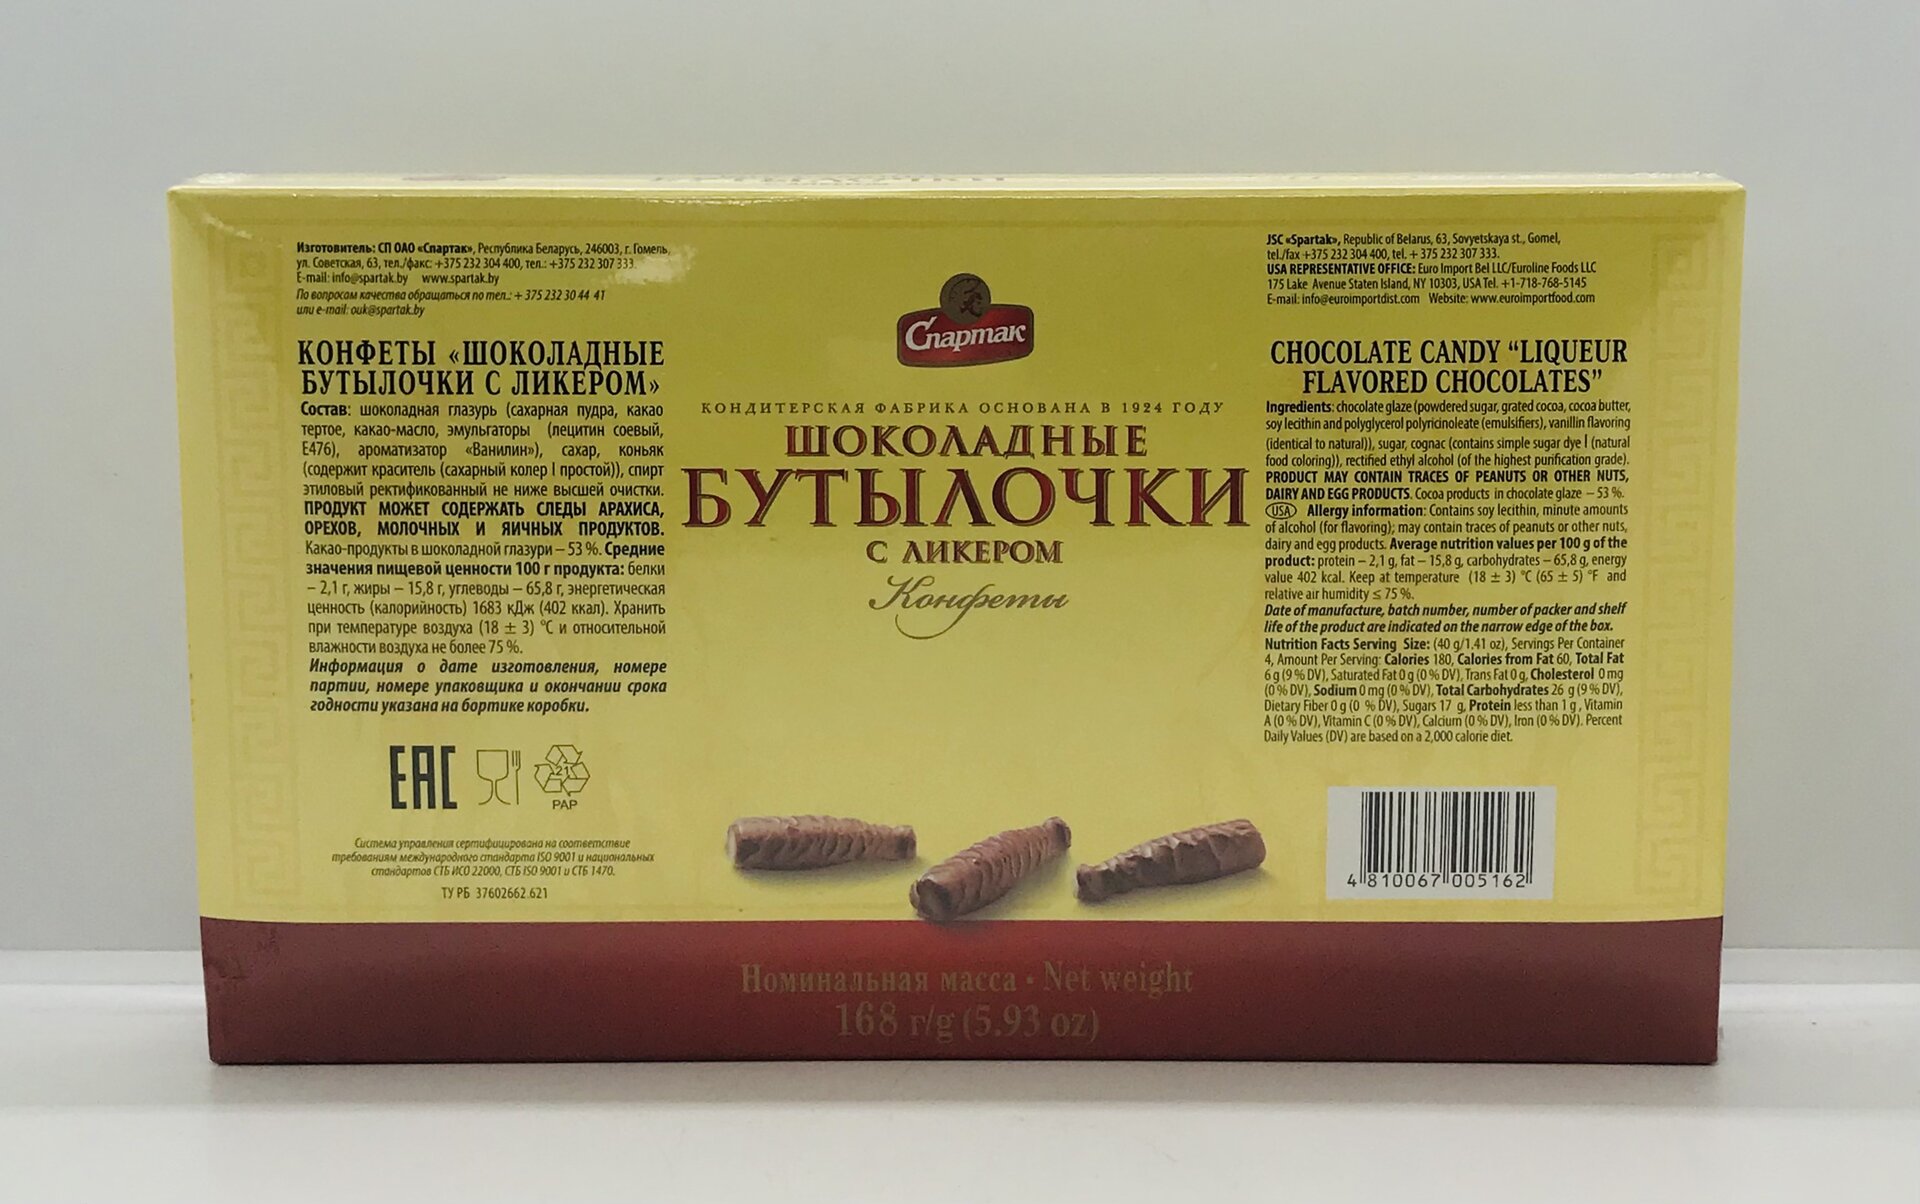 Изготовитель: СП ОАО «Спартак», Республика Беларусь, 246003, г. Гомель,
ул. Советская, 63, тел./факс: +375 232 304 400, тел.: +375 232 307 333.
E-mail: info@spartak.by www.spartak.by
По вопросам качества обращаться по тел.: + 375 232 30 44 41
или e-mail: ouk@spartak.by
КОНФЕТЫ «ШОКОЛАДНЫЕ
БУТЫЛОЧКИ С ЛИКЕРОМ»
Состав: шоколадная глазурь (сахарная пудра, какао
тертое, какао-масло, эмульгаторы (лецитин соевый,
Е476), ароматизатор «Ванилин»), сахар, коньяк
(содержит краситель (сахарный колер I простой)), спирт
этиловый ректификованный не ниже высшей очистки.
ПРОДУКТ МОЖЕТ СОДЕРЖАТЬ СЛЕДЫ АРАХИСА,
ОРЕХОВ, МОЛОЧНЫХ И ЯИЧНЫХ ПРОДУКТОВ.
Какао-продукты в шоколадной глазури – 53 %. Средние
значения пищевой ценности 100 г продукта: белки
– 2,1 г, жиры – 15,8 г, углеводы – 65,8 г, энергетическая
ценность (калорийность) 1683 кДж (402 ккал). Хранить
при температуре воздуха (18 ± 3) °С и относительной
влажности воздуха не более 75 %.
Информация о дате изготовления, номере
партии, номере упаковщика и окончании срока
годности указана на бортике коробки.
EAC
21
PAP
Система управления сертифицирована на соответствие
требованиям международного стандарта ISO 9001 и национальных
стандартов СТБ ИСО 22000, СТБ ISO 9001 и СТБ 1470.
ТУ РБ 37602662.621
Спартак
КОНДИТЕРСКАЯ ФАБРИКА ОСНОВАНА В 1924 ГОДУ
ШОКОЛАДНЫЕ
БУТЫЛОЧКИ
С ЛИКЕРОМ
Конфеты
JSC «Spartak», Republic of Belarus, 63, Sovyetskaya st., Gomel,
tel./fax +375 232 304 400, tel. + 375 232 307 333.
USA REPRESENTATIVE OFFICE: Euro Import Bel LLC/Euroline Foods LLC
175 Lake Avenue Staten Island, NY 10303, USA Tel. +1-718-768-5145
E-mail: info@euroimportdist.com Website: www.euroimportfood.com
CHOCOLATE CANDY “LIQUEUR
FLAVORED CHOCOLATES”
Ingredients: chocolate glaze (powdered sugar, grated cocoa, cocoa butter,
soy lecithin and polyglycerol polyricinoleate (emulsifiers), vanillin flavoring
(identical to natural)), sugar, cognac (contains simple sugar dye I (natural
food coloring)), rectified ethyl alcohol (of the highest purification grade).
PRODUCT MAY CONTAIN TRACES OF PEANUTS OR OTHER NUTS,
DAIRY AND EGG PRODUCTS. Cocoa products in chocolate glaze – 53 %.
USA Allergy information: Contains soy lecithin, minute amounts
of alcohol (for flavoring); may contain traces of peanuts or other nuts,
dairy and egg products. Average nutrition values per 100 g of the
product: protein – 2,1 g, fat – 15,8 g, carbohydrates – 65,8 g, energy
value 402 kcal. Keep at temperature (18 ± 3) °C (65 ± 5) °F and
relative air humidity ≤ 75 %.
Date of manufacture, batch number, number of packer and shelf
life of the product are indicated on the narrow edge of the box.
Nutrition Facts Serving Size: (40 g/1.41 oz), Servings Per Container
4, Amount Per Serving: Calories 180, Calories from Fat 60, Total Fat
6 g (9 % DV), Saturated Fat 0 g (0 % DV), Trans Fat 0 g, Cholesterol 0 mg
(0 % DV), Sodium 0 mg (0 % DV), Total Carbohydrates 26 g (9 % DV),
Dietary Fiber 0 g (0 % DV), Sugars 17 g, Protein less than 1 g, Vitamin
A (0 % DV), Vitamin C (0 % DV), Calcium (0 % DV), Iron (0 % DV). Percent
Daily Values (DV) are based on a 2,000 calorie diet.
4 810067 005162
Номинальная масса • Net weight
168 г/g (5.93 oz)